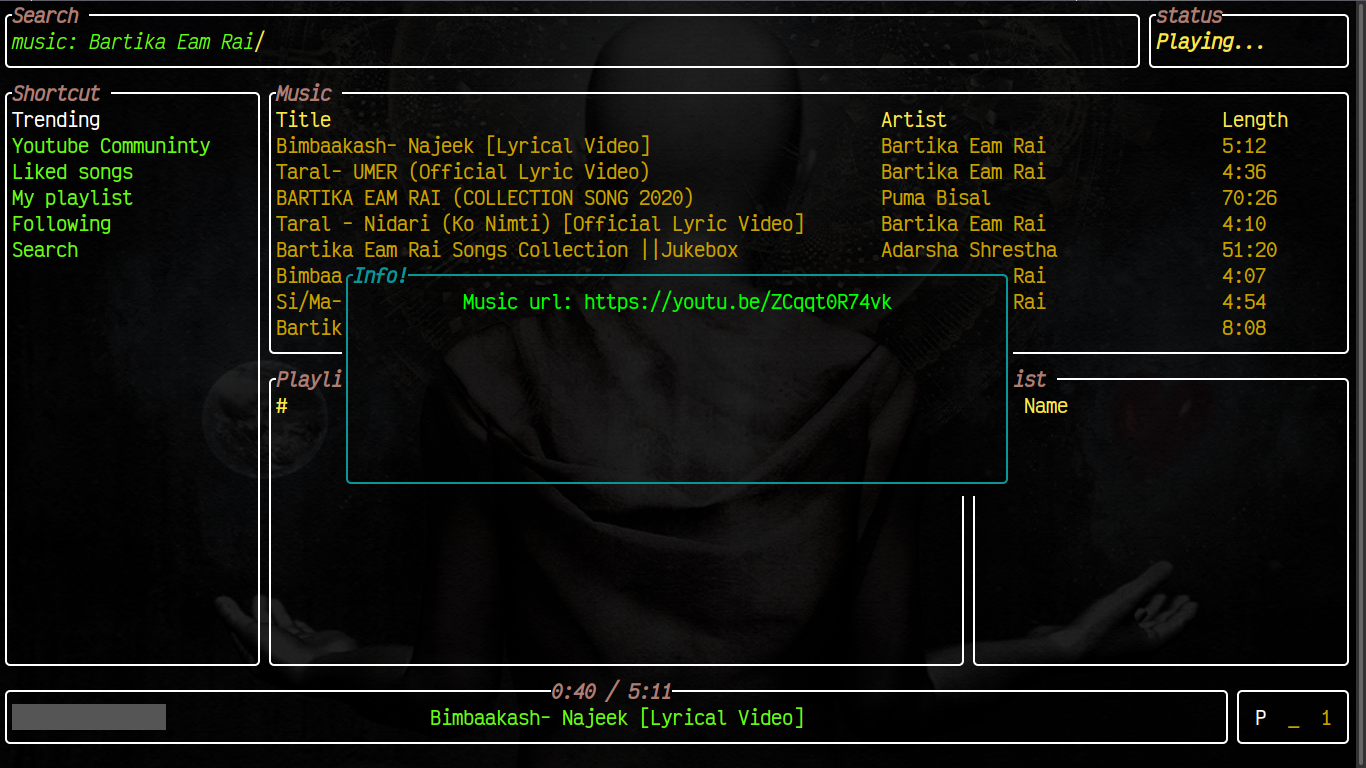 Search
music: Bartika Eam Rai/
status
Playing...
Shortcut
Trending
Youtube Communinty
Liked songs
My playlist
Following
Search
Music
Title Artist Length
Bimbaakash- Najeek [Lyrical Video] Bartika Eam Rai 5:12
Taral- UMER (Official Lyric Video) Bartika Eam Rai 4:36
BARTIKA EAM RAI (COLLECTION SONG 2020) Puma Bisal 70:26
Taral - Nidari (Ko Nimti) [Official Lyric Video] Bartika Eam Rai 4:10
Bartika Eam Rai Songs Collection ||Jukebox Adarsha Shrestha 51:20
Bimbaa Rai 4:07
Si/Ma- Rai 4:54
Bartik 8:08
Info!
Music url: https://youtu.be/ZCqqt0R74vk
Playli
#
ist
Name
0:40 / 5:11
Bimbaakash- Najeek [Lyrical Video]
P _ 1